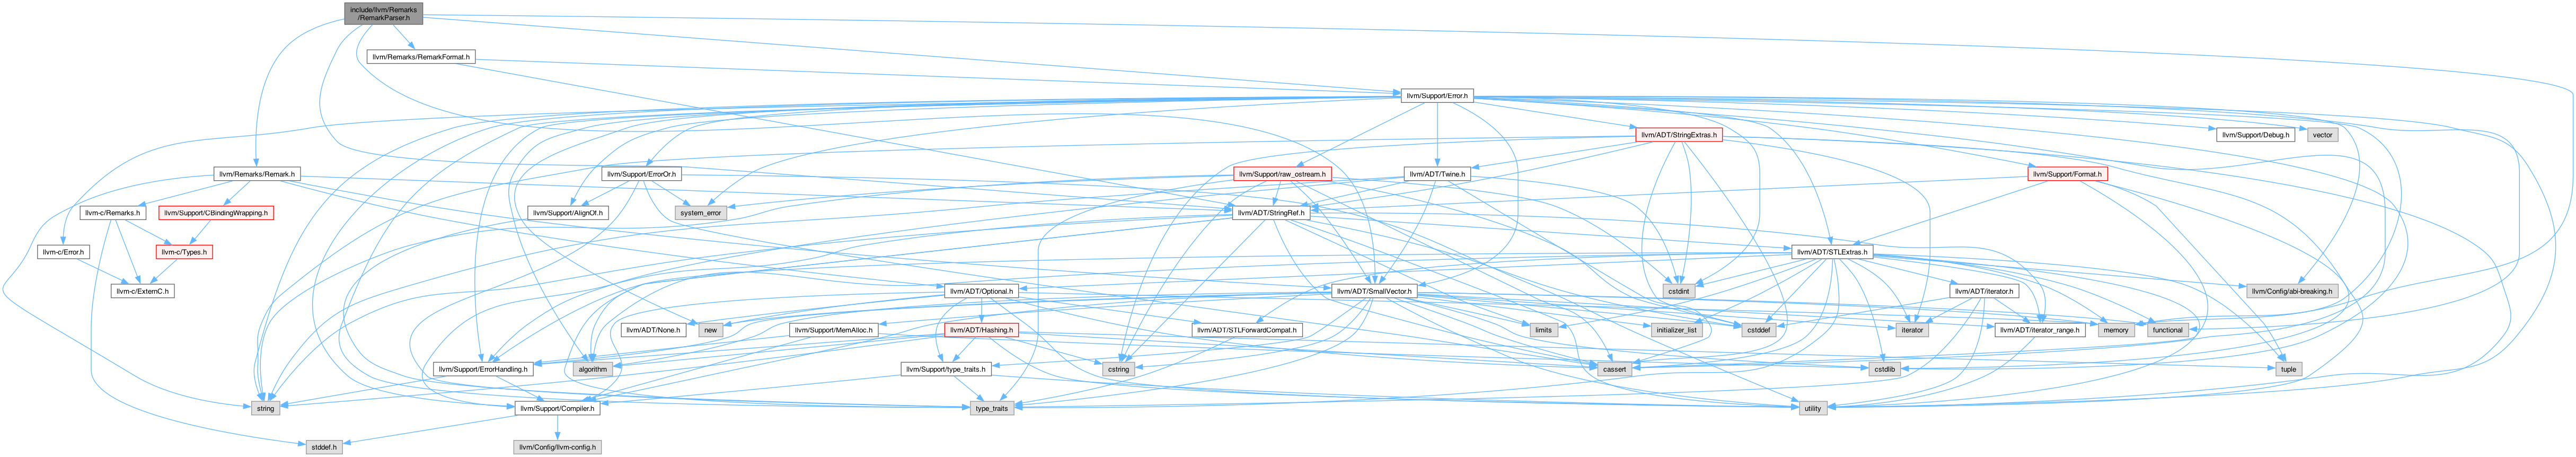 include/llvm/Remarks
/RemarkParser.h
llvm/Remarks/RemarkFormat.h
llvm/Support/Error.h
llvm/ADT/StringExtras.h
llvm/Support/Debug.h
vector
llvm/Remarks/Remark.h
llvm/Support/ErrorOr.h
llvm/Support/raw_ostream.h
llvm/ADT/Twine.h
llvm/Support/Format.h
llvm-c/Remarks.h
llvm/Support/CBindingWrapping.h
llvm/Support/AlignOf.h
system_error
llvm/ADT/StringRef.h
llvm-c/Error.h
llvm-c/Types.h
llvm/ADT/STLExtras.h
llvm-c/ExternC.h
llvm/ADT/Optional.h
llvm/ADT/SmallVector.h
cstdint
llvm/ADT/iterator.h
llvm/Config/abi-breaking.h
llvm/ADT/None.h
new
llvm/Support/MemAlloc.h
llvm/ADT/Hashing.h
llvm/ADT/STLForwardCompat.h
limits
initializer_list
cstddef
iterator
llvm/ADT/iterator_range.h
memory
functional
llvm/Support/ErrorHandling.h
algorithm
llvm/Support/type_traits.h
cstring
cassert
cstdlib
tuple
string
llvm/Support/Compiler.h
type_traits
utility
stddef.h
llvm/Config/llvm-config.h